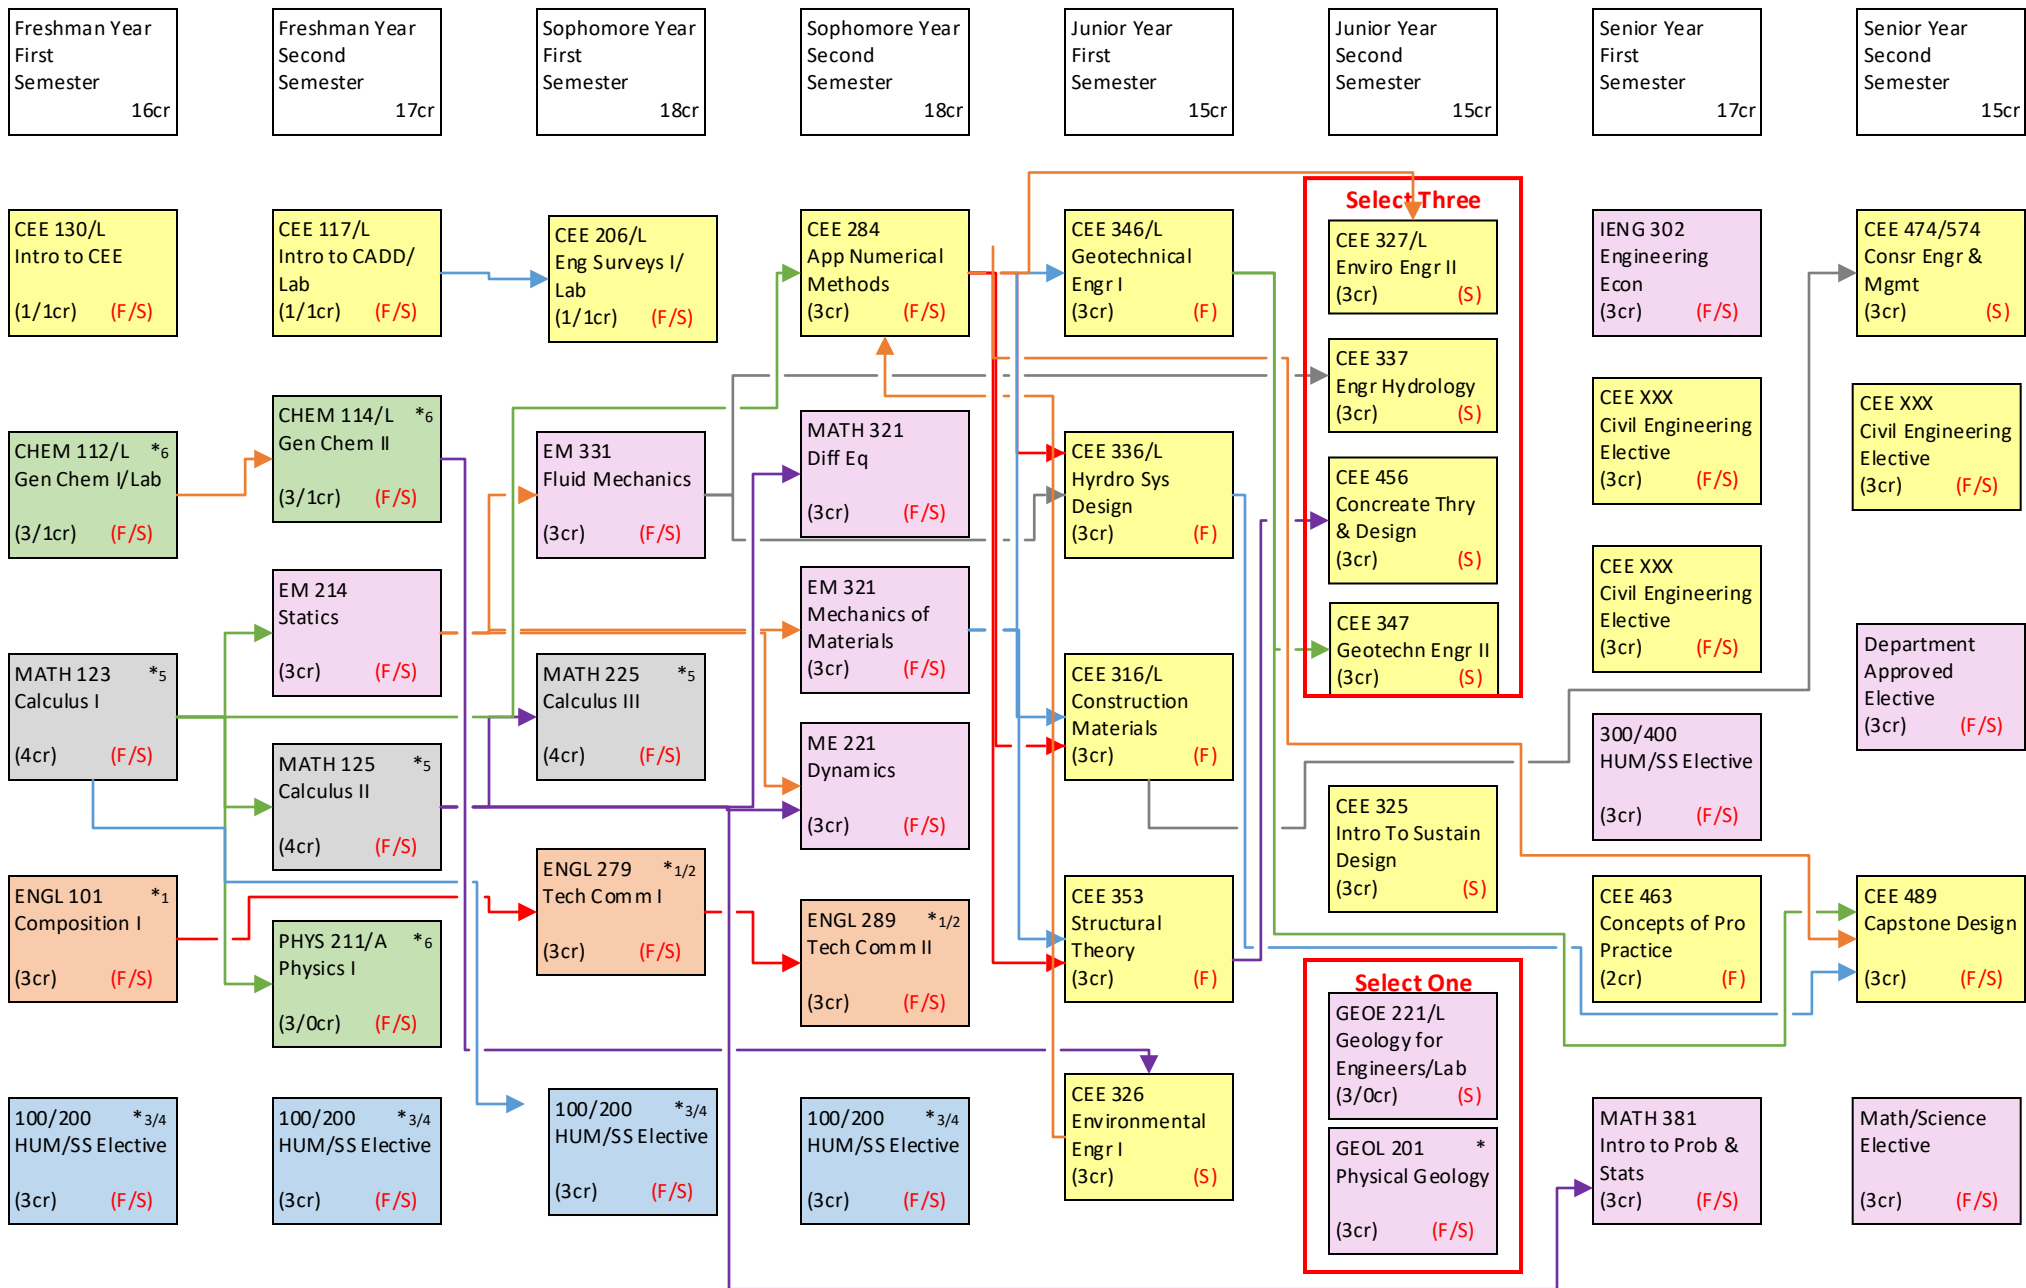 Freshman Year
First
Semester
16cr
Freshman Year
Second
Semester
17cr
Sophomore Year
First
Semester
18cr
Sophomore Year
Second
Semester
18cr
Junior Year
First
Semester
15cr
Junior Year
Second
Semester
15cr
Senior Year
First
Semester
17cr
Senior Year
Second
Semester
15cr
CEE 130/L
Intro to CEE
(1/1cr) (F/S)
CHEM 112/L *6
Gen Chem I/Lab
(3/1cr) (F/S)
MATH 123 *5
Calculus I
(4cr) (F/S)
ENGL 101 *1
Composition I
(3cr) (F/S)
100/200 *3/4
HUM/SS Elective
(3cr) (F/S)
CEE 117/L
Intro to CADD/
Lab
(1/1cr) (F/S)
CHEM 114/L *6
Gen Chem II
(3/1cr) (F/S)
EM 214
Statics
(3cr) (F/S)
MATH 125 *5
Calculus II
(4cr) (F/S)
PHYS 211/A *6
Physics I
(3/0cr) (F/S)
100/200 *3/4
HUM/SS Elective
(3cr) (F/S)
CEE 206/L
Eng Surveys I/
Lab
(1/1cr) (F/S)
EM 331
Fluid Mechanics
(3cr) (F/S)
MATH 225 *5
Calculus III
(4cr) (F/S)
ENGL 279 *1/2
Tech Comm I
(3cr) (F/S)
100/200 *3/4
HUM/SS Elective
(3cr) (F/S)
CEE 284
App Numerical
Methods
(3cr) (F/S)
MATH 321
Diff Eq
(3cr) (F/S)
EM 321
Mechanics of
Materials
(3cr) (F/S)
ME 221
Dynamics
(3cr) (F/S)
ENGL 289 *1/2
Tech Comm II
(3cr) (F/S)
100/200 *3/4
HUM/SS Elective
(3cr) (F/S)
CEE 346/L
Geotechnical
Engr I
(3cr) (F)
CEE 336/L
Hyrdro Sys
Design
(3cr) (F)
CEE 316/L
Construction
Materials
(3cr) (F)
CEE 353
Structural
Theory
(3cr) (F)
CEE 326
Environmental
Engr I
(3cr) (S)
Select Three
CEE 327/L
Enviro Engr II
(3cr) (S)
CEE 337
Engr Hydrology
(3cr) (S)
CEE 456
Concreate Thry
& Design
(3cr) (S)
CEE 347
Geotechn Engr II
(3cr) (S)
CEE 325
Intro To Sustain
Design
(3cr) (S)
Select One
GEOE 221/L
Geology for
Engineers/Lab
(3/0cr) (S)
GEOL 201 *
Physical Geology
(3cr) (F/S)
IENG 302
Engineering
Econ
(3cr) (F/S)
CEE XXX
Civil Engineering
Elective
(3cr) (F/S)
CEE XXX
Civil Engineering
Elective
(3cr) (F/S)
300/400
HUM/SS Elective
(3cr) (F/S)
CEE 463
Concepts of Pro
Practice
(2cr) (F)
MATH 381
Intro to Prob &
Stats
(3cr) (F/S)
CEE 474/574
Consr Engr &
Mgmt
(3cr) (S)
CEE XXX
Civil Engineering
Elective
(3cr) (F/S)
Department
Approved
Elective
(3cr) (F/S)
CEE 489
Capstone Design
(3cr) (F/S)
Math/Science
Elective
(3cr) (F/S)